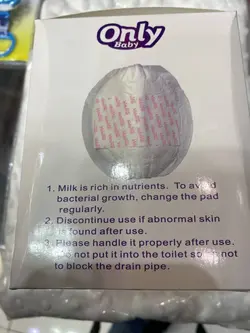 Only
Baby
1. Milk is rich in nutrients. To avoid
bacterial growth, change the pad
regularly.
2. Discontinue use if abnormal skin
is found after use.
3. Please handle it properly after use.
Do not put it into the toilet so as not
to block the drain pipe.